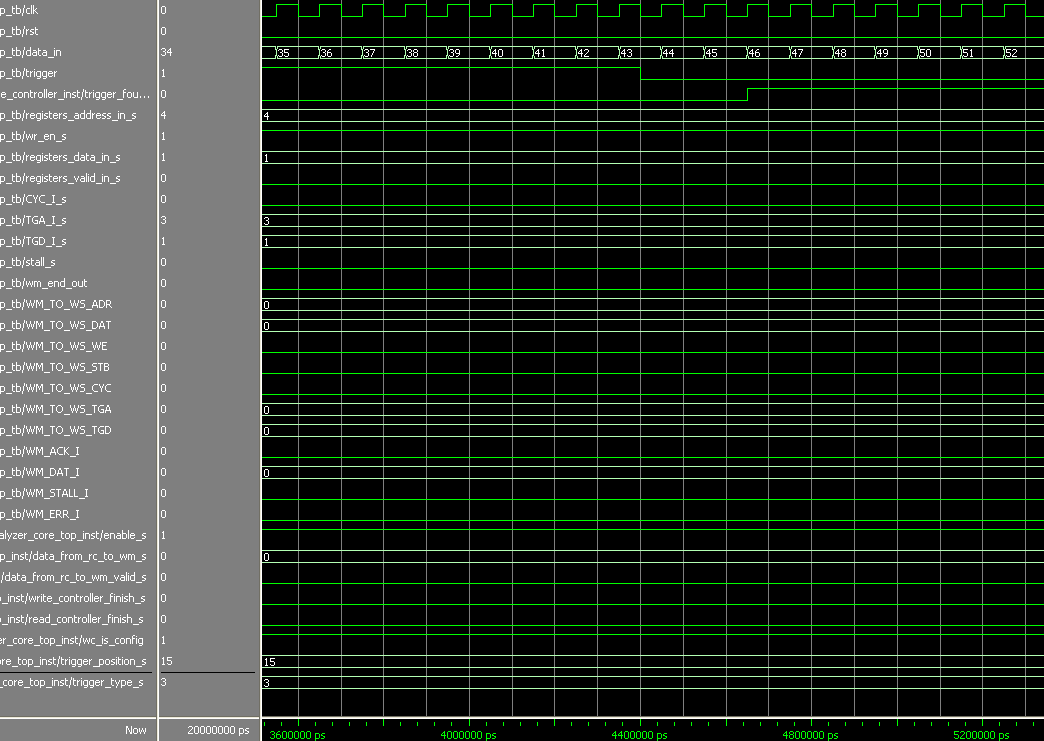 p_tb/clk 0
p_tb/rst 0
p_tb/data_in 34 35 36 37 38 39 40 41 42 43 44 45 46 47 48 49 50 51 52
p_tb/trigger 1
e_controller_inst/trigger_fou... 0
p_tb/registers_address_in_s 4 4
p_tb/wr_en_s 1
p_tb/registers_data_in_s 1 1
p_tb/registers_valid_in_s 0
p_tb/CYC_I_s 0
p_tb/TGA_I_s 3 3
p_tb/TGD_I_s 1 1
p_tb/stall_s 0
p_tb/wm_end_out 0
p_tb/WM_TO_WS_ADR 0 0
p_tb/WM_TO_WS_DAT 0 0
p_tb/WM_TO_WS_WE 0
p_tb/WM_TO_WS_STB 0
p_tb/WM_TO_WS_CYC 0
p_tb/WM_TO_WS_TGA 0 0
p_tb/WM_TO_WS_TGD 0 0
p_tb/WM_ACK_I 0
p_tb/WM_DAT_I 0 0
p_tb/WM_STALL_I 0
p_tb/WM_ERR_I 0
alyzer_core_top_inst/enable_s 1
p_inst/data_from_rc_to_wm_s 0 0
/data_from_rc_to_wm_valid_s 0
o_inst/write_controller_finish_s 0
o_inst/read_controller_finish_s 0
er_core_top_inst/wc_is_config 1
ore_top_inst/trigger_position_s 15 15
_core_top_inst/trigger_type_s 3 3
Now 20000000 ps 3600000 ps 4000000 ps 4400000 ps 4800000 ps 5200000 ps